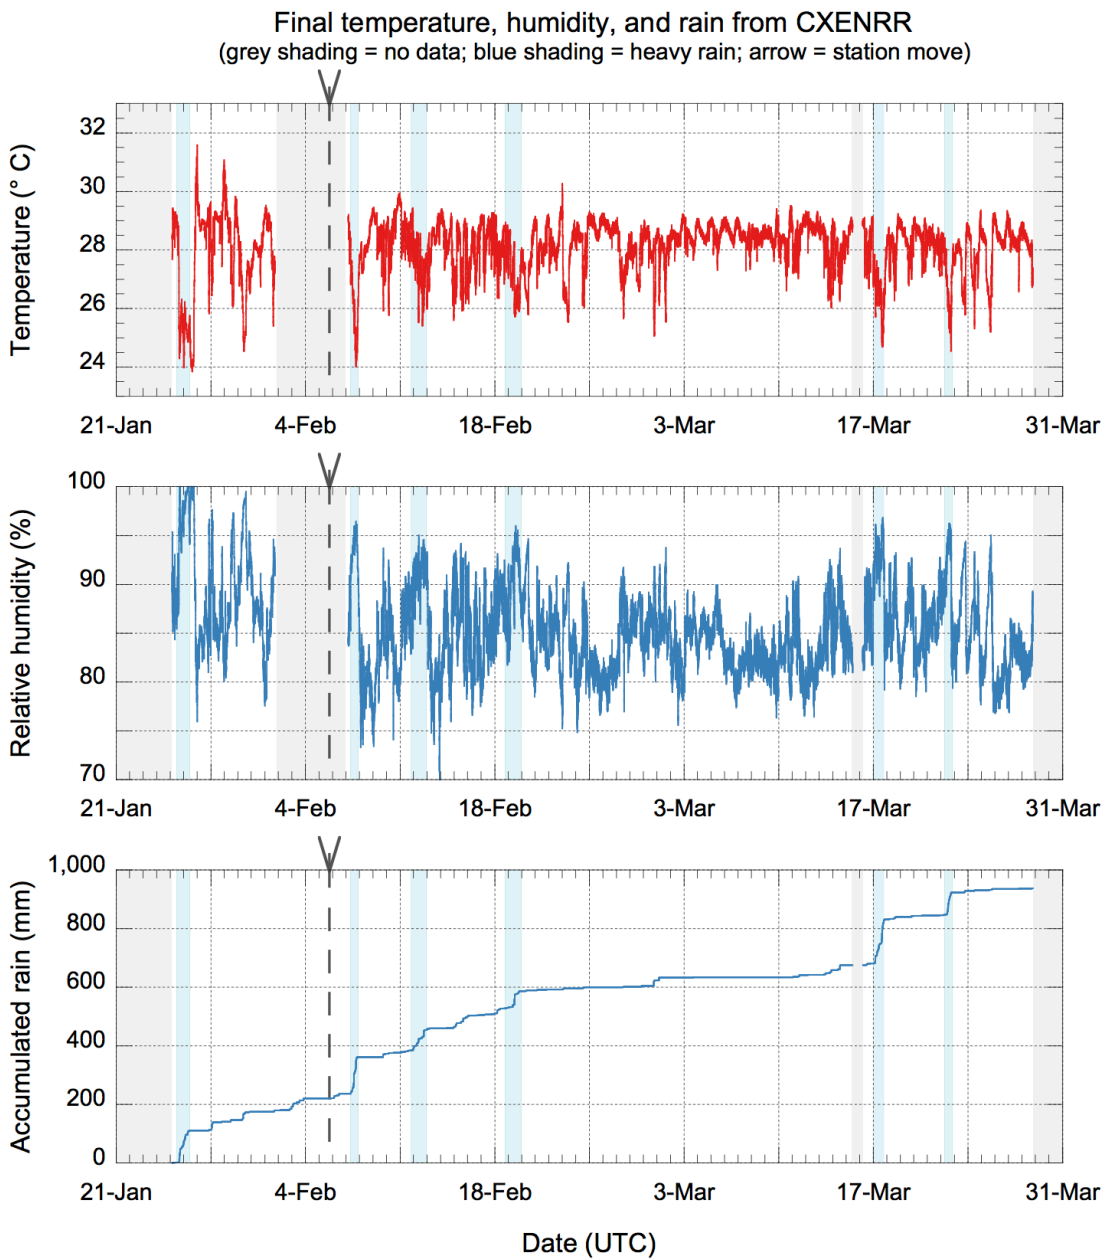 Final temperature, humidity, and rain from CXENRR
(grey shading = no data; blue shading = heavy rain; arrow = station move)
Temperature (° C)
32
30
28
26
24
21-Jan 4-Feb 18-Feb 3-Mar 17-Mar 31-Mar
Relative humidity (%)
100
90
80
70
21-Jan 4-Feb 18-Feb 3-Mar 17-Mar 31-Mar
Accumulated rain (mm)
1,000
800
600
400
200
0
21-Jan 4-Feb 18-Feb 3-Mar 17-Mar 31-Mar
Date (UTC)